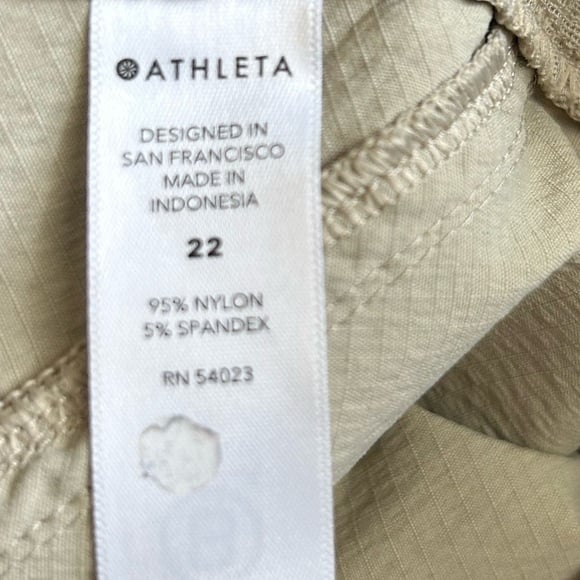 ATHLETA
DESIGNED IN
SAN FRANCISCO
MADE IN
INDONESIA
22
95% NYLON
5% SPANDEX
RN 54023